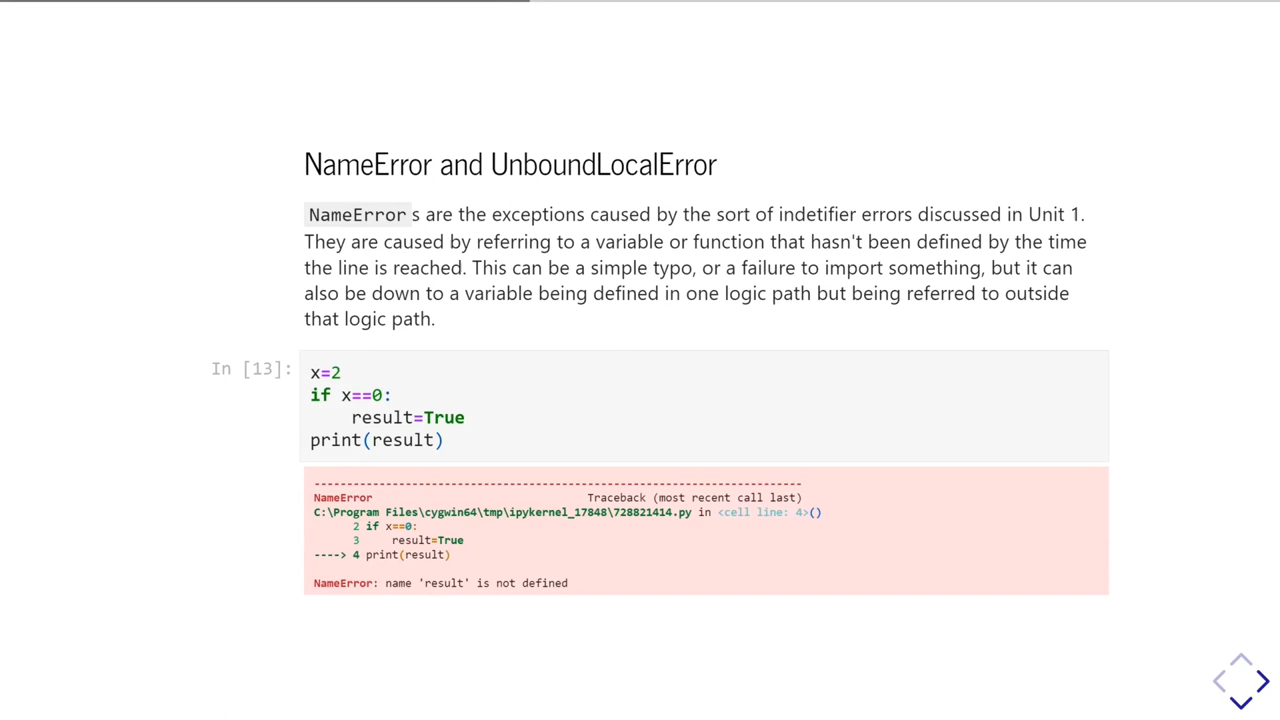 NameError and UnboundLocalError
NameError s are the exceptions caused by the sort of indetifier errors discussed in Unit 1.
They are caused by referring to a variable or function that hasn't been defined by the time
the line is reached. This can be a simple typo, or a failure to import something, but it can
also be down to a variable being defined in one logic path but being referred to outside
that logic path.
In [13]:
x=2
if x==0:
    result=True
print(result)
---------------------------------------------------------------------------
NameError                                 Traceback (most recent call last)
C:\Program Files\cygwin64\tmp\ipykernel_17848\728821414.py in <cell line: 4>()
      2 if x==0:
      3     result=True
----> 4 print(result)
NameError: name 'result' is not defined